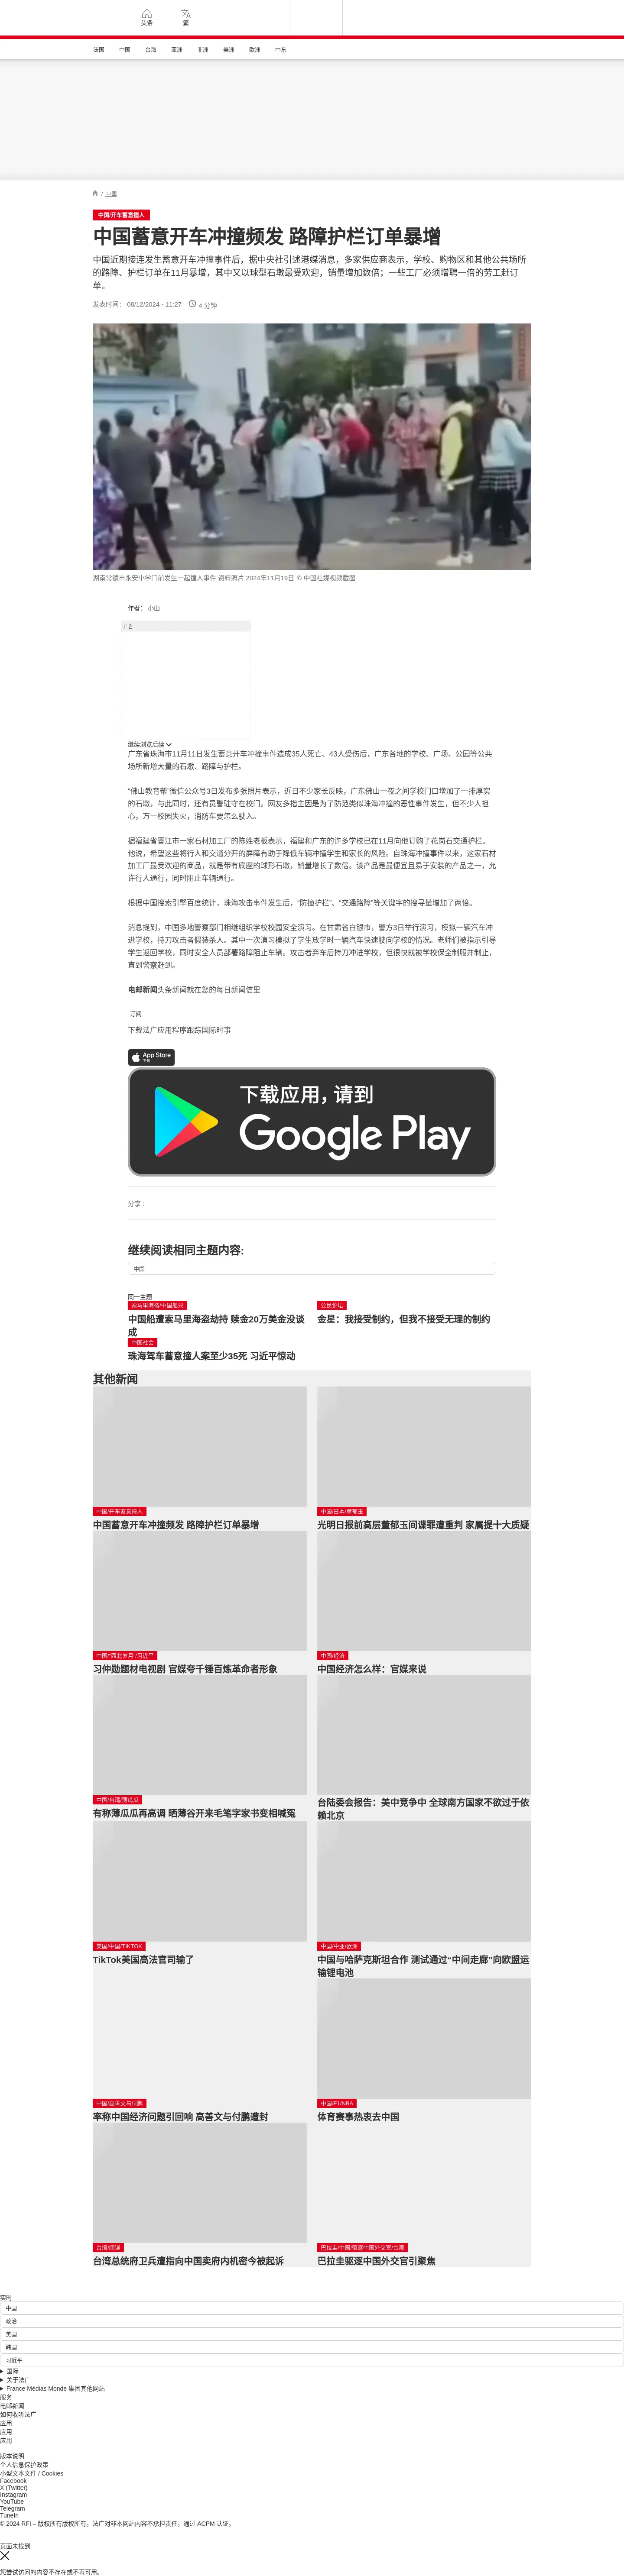 头条
繁
法国
中国
台海
亚洲
非洲
美洲
欧洲
中东
/ 中国
中国/开车蓄意撞人
中国蓄意开车冲撞频发 路障护栏订单暴增
中国近期接连发生蓄意开车冲撞事件后，据中央社引述港媒消息，多家供应商表示，学校、购物区和其他公共场所
的路障、护栏订单在11月暴增，其中又以球型石墩最受欢迎，销量增加数倍；一些工厂必须增聘一倍的劳工赶订
单。
发表时间： 08/12/2024 - 11:27
4 分钟
湖南常德市永安小学门前发生一起撞人事件 资料照片 2024年11月19日 © 中国社媒视频截图
作者： 小山
广告
继续浏览后续
广东省珠海市11月11日发生蓄意开车冲撞事件造成35人死亡、43人受伤后，广东各地的学校、广场、公园等公共
场所新增大量的石墩、路障与护栏。
“佛山教育帮”微信公众号3日发布多张照片表示，近日不少家长反映，广东佛山一夜之间学校门口增加了一排厚实
的石墩，与此同时，还有员警驻守在校门。网友多指主因是为了防范类似珠海冲撞的恶性事件发生，但不少人担
心，万一校园失火，消防车要怎么驶入。
据福建省晋江市一家石材加工厂的陈姓老板表示，福建和广东的许多学校已在11月向他订购了花岗石交通护栏。
他说，希望这些将行人和交通分开的屏障有助于降低车辆冲撞学生和家长的风险。自珠海冲撞事件以来，这家石材
加工厂最受欢迎的商品，就是带有底座的球形石墩，销量增长了数倍。该产品是最便宜且易于安装的产品之一，允
许行人通行，同时阻止车辆通行。
根据中国搜索引擎百度统计，珠海攻击事件发生后，“防撞护栏”、“交通路障”等关键字的搜寻量增加了两倍。
消息提到，中国多地警察部门相继组织学校校园安全演习。在甘肃省白银市，警方3日举行演习，模拟一辆汽车冲
进学校，持刀攻击者假装杀人。其中一次演习模拟了学生放学时一辆汽车快速驶向学校的情况。老师们被指示引导
学生返回学校，同时安全人员部署路障阻止车辆。攻击者弃车后持刀冲进学校，但很快就被学校保全制服并制止，
直到警察赶到。
电邮新闻头条新闻就在您的每日新闻信里
订阅
下载法广应用程序跟踪国际时事
App Store
下载
下载应用，请到
Google Play
分享 :
继续阅读相同主题内容:
中国
同一主题
索马里海盗/中国船只
中国船遭索马里海盗劫持 赎金20万美金没谈
成
公民论坛
金星：我接受制约，但我不接受无理的制约
中国社会
珠海驾车蓄意撞人案至少35死 习近平惊动
其他新闻
中国/开车蓄意撞人
中国蓄意开车冲撞频发 路障护栏订单暴增
中国/日本/董郁玉
光明日报前高层董郁玉间谍罪遭重判 家属提十大质疑
中国/“西北岁月”/习近平
习仲勋题材电视剧 官媒夸千锤百炼革命者形象
中国/经济
中国经济怎么样：官媒来说
中国/台湾/薄瓜瓜
有称薄瓜瓜再高调 晒薄谷开来毛笔字家书变相喊冤
台陆委会报告：美中竞争中 全球南方国家不欲过于依
赖北京
美国/中国/TIKTOK
TikTok美国高法官司输了
中国/中亚/欧洲
中国与哈萨克斯坦合作 测试通过“中间走廊”向欧盟运
输锂电池
中国/高善文与付鹏
率称中国经济问题引回响 高善文与付鹏遭封
中国/F1/NBA
体育赛事热衷去中国
台湾/间谍
台湾总统府卫兵遭指向中国卖府内机密今被起诉
巴拉圭/中国/驱逐中国外交官/台湾
巴拉圭驱逐中国外交官引聚焦
实时
中国
政治
美国
韩国
习近平
国际
关于法广
France Médias Monde 集团其他网站
服务
电邮新闻
如何收听法广
应用
应用
应用
版本说明
个人信息保护政策
小型文本文件 / Cookies
Facebook
X (Twitter)
Instagram
YouTube
Telegram
TuneIn
© 2024 RFI – 版权所有版权所有。法广对非本网站内容不承担责任。通过 ACPM 认证。
页面未找到
您尝试访问的内容不存在或不再可用。